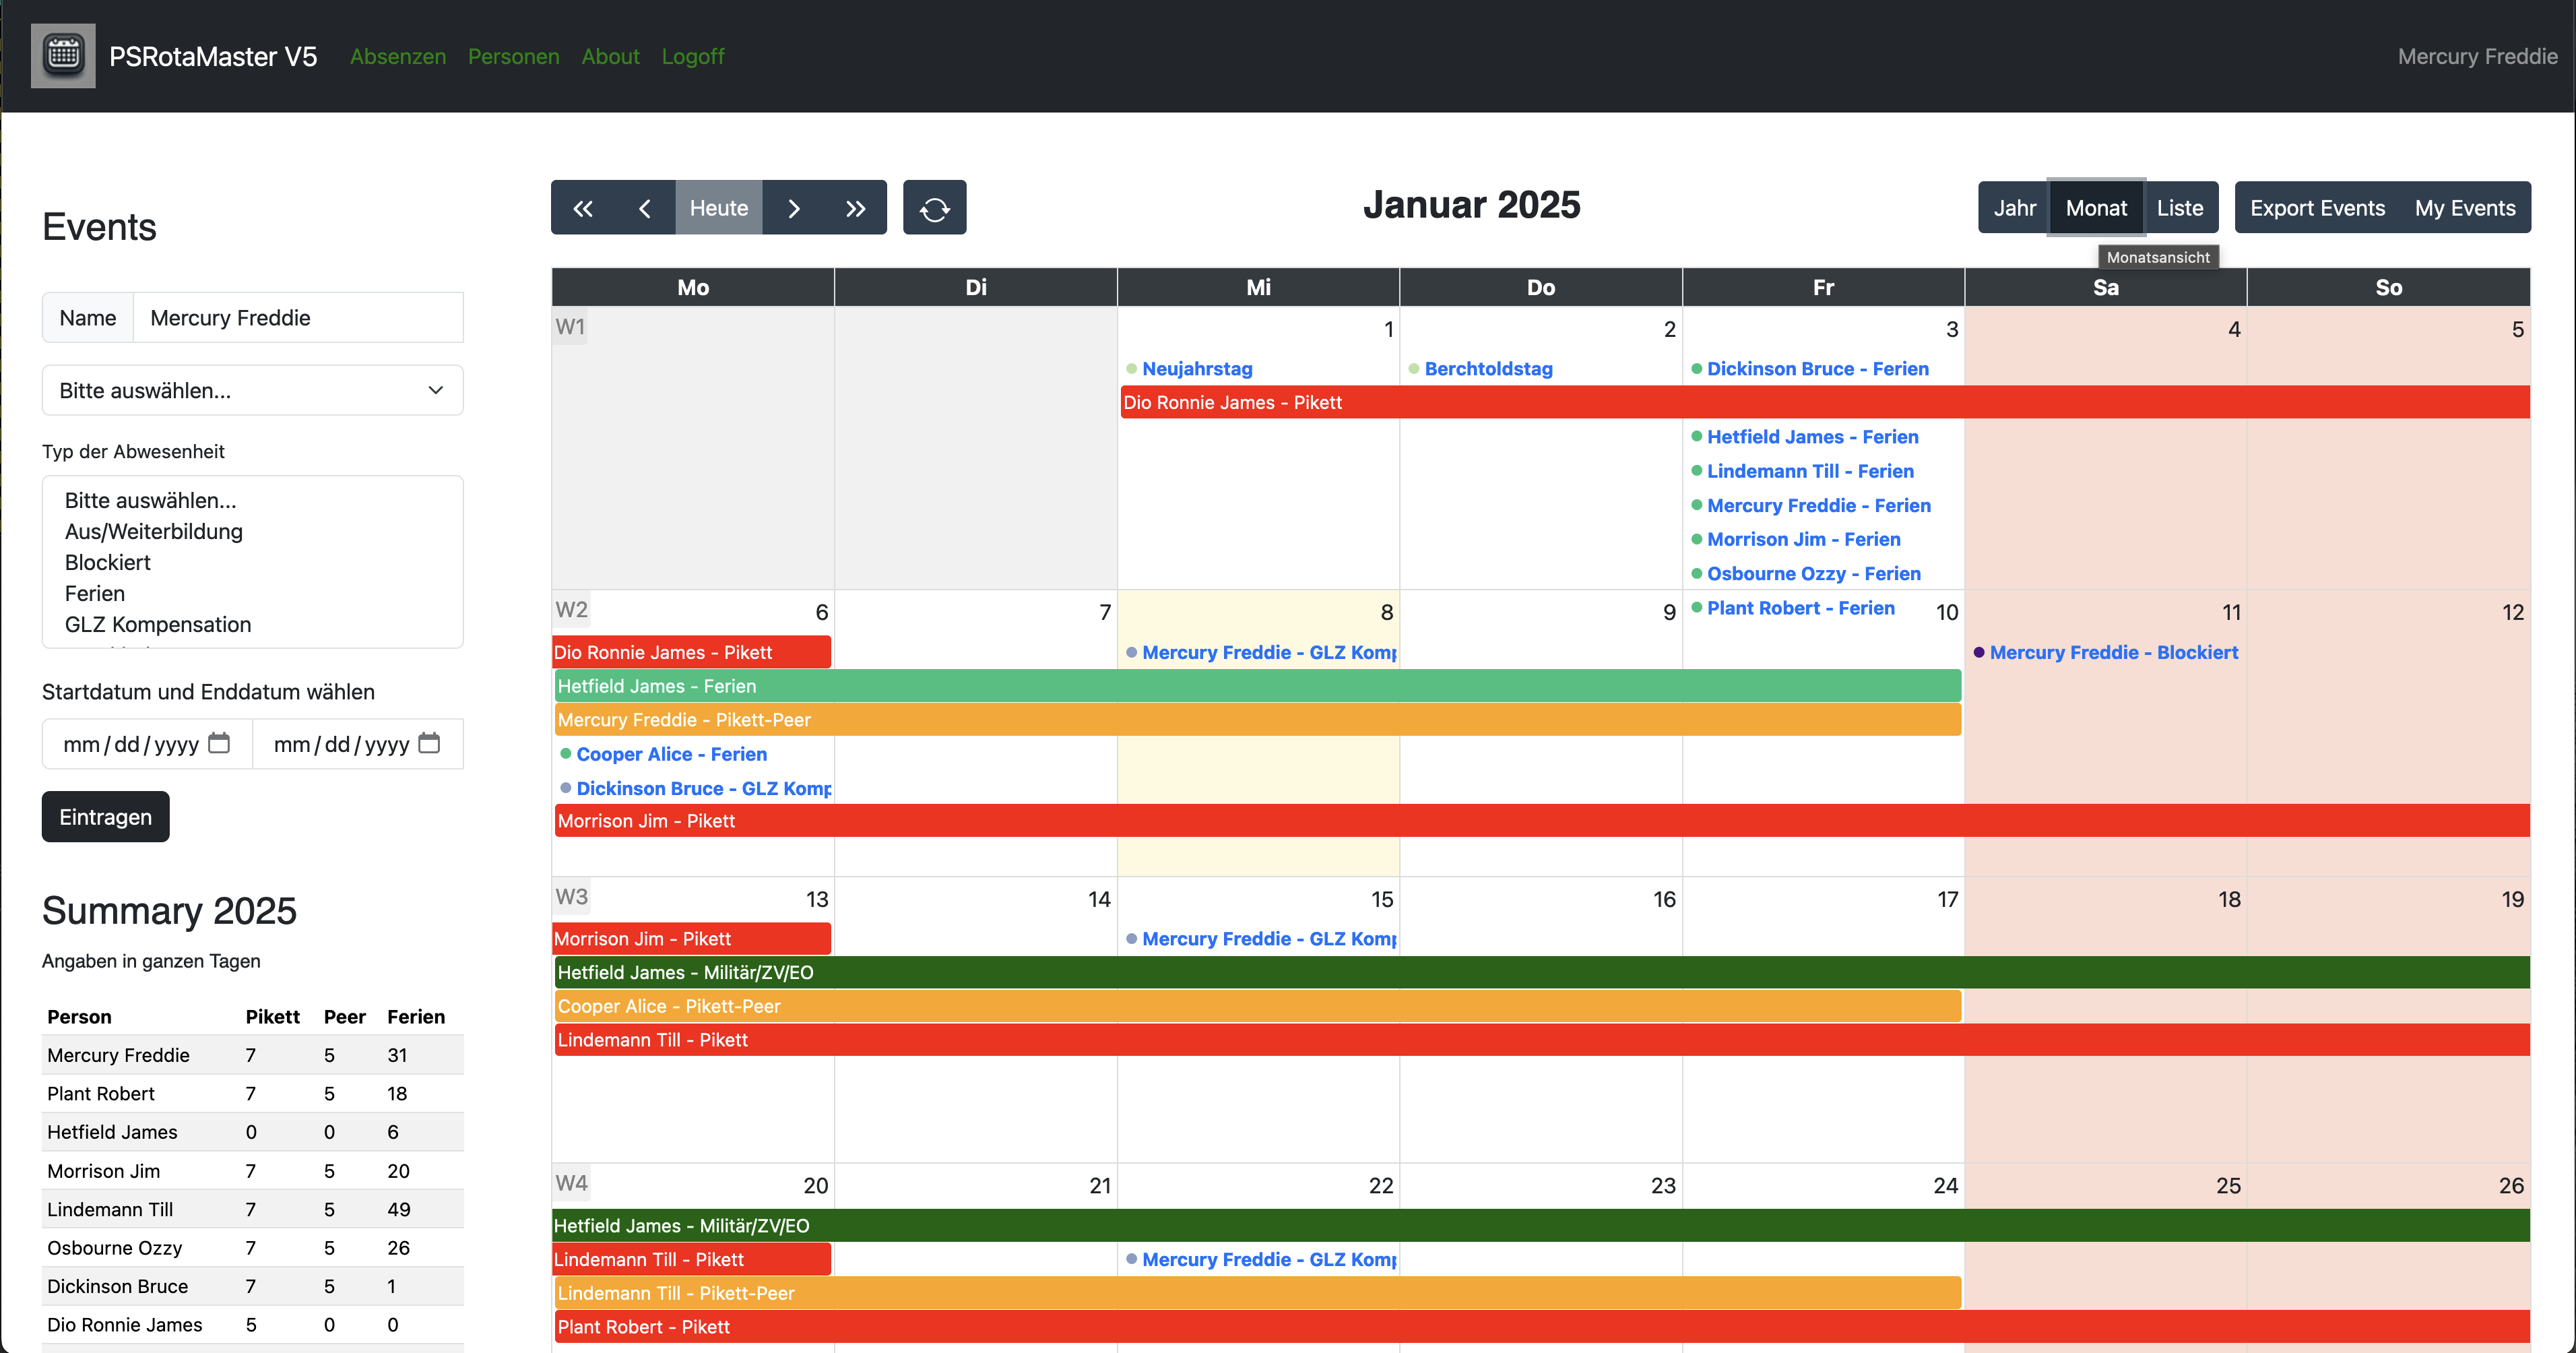 PSRotaMaster V5 Absenzen Personen About Logoff Mercury Freddie
Events
Name Mercury Freddie
Bitte auswählen...
Typ der Abwesenheit
Bitte auswählen...
Aus/Weiterbildung
Blockiert
Ferien
GLZ Kompensation
Startdatum und Enddatum wählen
mm/dd/yyyy mm/dd/yyyy
Eintragen
Summary 2025
Angaben in ganzen Tagen
Person Pikett Peer Ferien
Mercury Freddie 7 5 31
Plant Robert 7 5 18
Hetfield James 0 0 6
Morrison Jim 7 5 20
Lindemann Till 7 5 49
Osbourne Ozzy 7 5 26
Dickinson Bruce 7 5 1
Dio Ronnie James 5 0 0
Heute
Januar 2025
Jahr Monat Liste Export Events My Events
Monatsansicht
Mo Di Mi Do Fr Sa So
W1 1 2 3 4 5
Neujahrstag Berchtoldstag Dickinson Bruce - Ferien
Dio Ronnie James - Pikett
Hetfield James - Ferien
Lindemann Till - Ferien
Mercury Freddie - Ferien
Morrison Jim - Ferien
Osbourne Ozzy - Ferien
Plant Robert - Ferien
W2 6 7 8 9 10 11 12
Dio Ronnie James - Pikett Mercury Freddie - GLZ Komp Mercury Freddie - Blockiert
Hetfield James - Ferien
Mercury Freddie - Pikett-Peer
Cooper Alice - Ferien
Dickinson Bruce - GLZ Komp
Morrison Jim - Pikett
W3 13 14 15 16 17 18 19
Morrison Jim - Pikett Mercury Freddie - GLZ Komp
Hetfield James - Militär/ZV/EO
Cooper Alice - Pikett-Peer
Lindemann Till - Pikett
W4 20 21 22 23 24 25 26
Hetfield James - Militär/ZV/EO
Lindemann Till - Pikett Mercury Freddie - GLZ Komp
Lindemann Till - Pikett-Peer
Plant Robert - Pikett